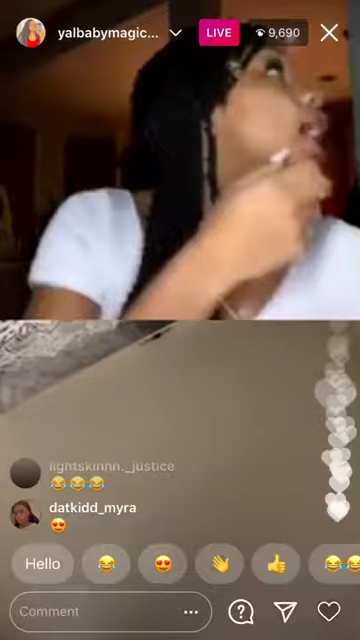 yalbabymagic...
LIVE
9,690
lightskinnn._justice
😂😂😂
datkidd_myra
😍
Hello 😂 😍 👋 👍 😂😂
Comment